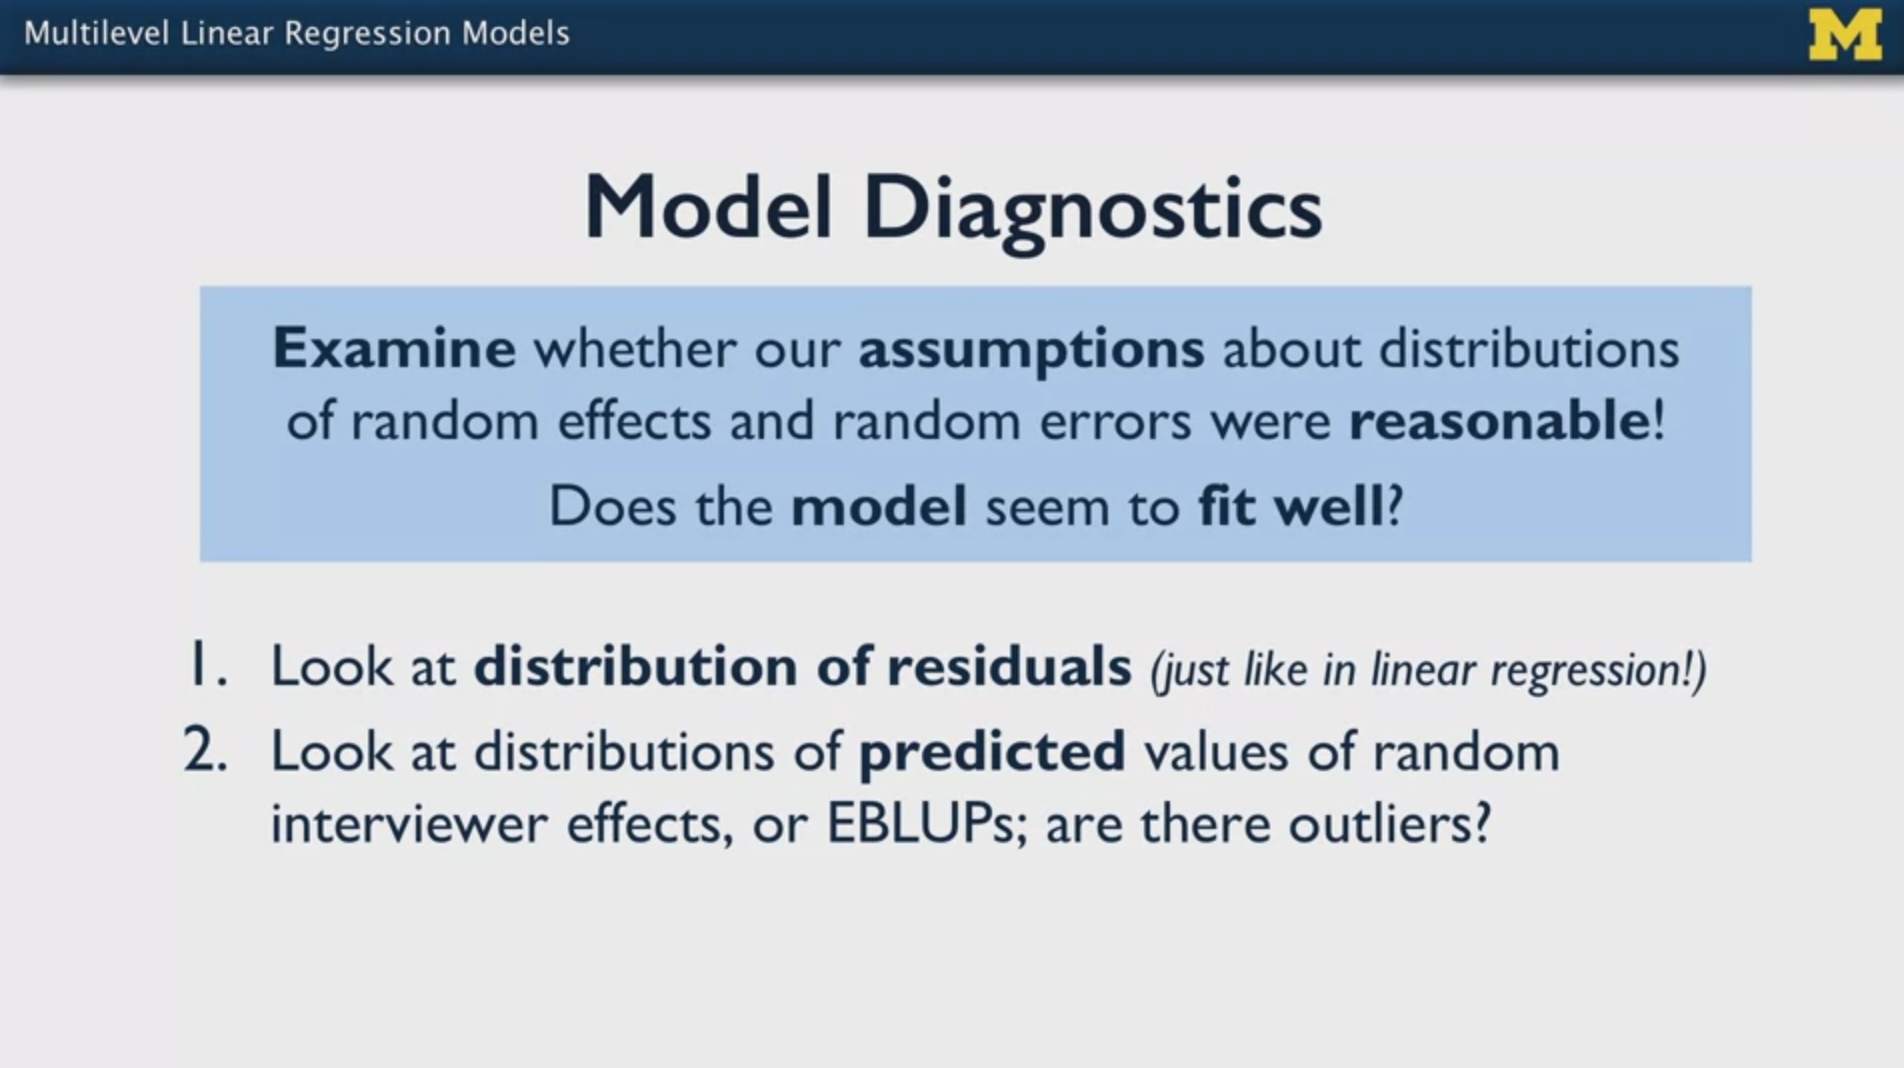 Multilevel Linear Regression Models
M
Model Diagnostics
Examine whether our assumptions about distributions
of random effects and random errors were reasonable!
Does the model seem to fit well?
1. Look at distribution of residuals (just like in linear regression!)
2. Look at distributions of predicted values of random
interviewer effects, or EBLUPs; are there outliers?